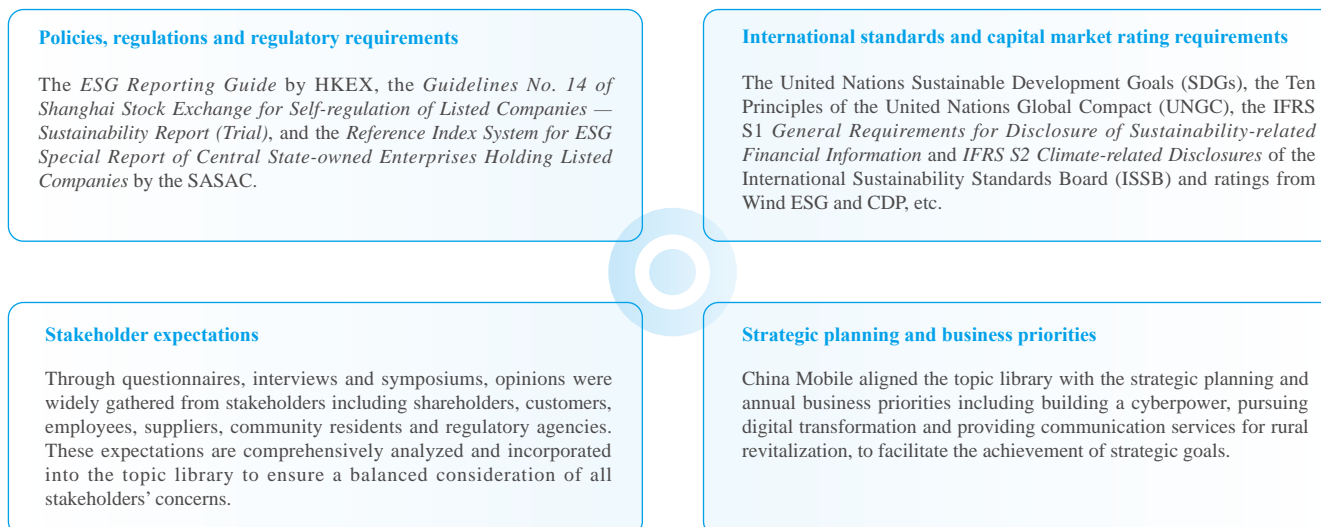 Policies, regulations and regulatory requirements
The ESG Reporting Guide by HKEX, the Guidelines No. 14 of
Shanghai Stock Exchange for Self-regulation of Listed Companies —
Sustainability Report (Trial), and the Reference Index System for ESG
Special Report of Central State-owned Enterprises Holding Listed
Companies by the SASAC.
International standards and capital market rating requirements
The United Nations Sustainable Development Goals (SDGs), the Ten
Principles of the United Nations Global Compact (UNGC), the IFRS
S1 General Requirements for Disclosure of Sustainability-related
Financial Information and IFRS S2 Climate-related Disclosures of the
International Sustainability Standards Board (ISSB) and ratings from
Wind ESG and CDP, etc.
Stakeholder expectations
Through questionnaires, interviews and symposiums, opinions were
widely gathered from stakeholders including shareholders, customers,
employees, suppliers, community residents and regulatory agencies.
These expectations are comprehensively analyzed and incorporated
into the topic library to ensure a balanced consideration of all
stakeholders’ concerns.
Strategic planning and business priorities
China Mobile aligned the topic library with the strategic planning and
annual business priorities including building a cyberpower, pursuing
digital transformation and providing communication services for rural
revitalization, to facilitate the achievement of strategic goals.